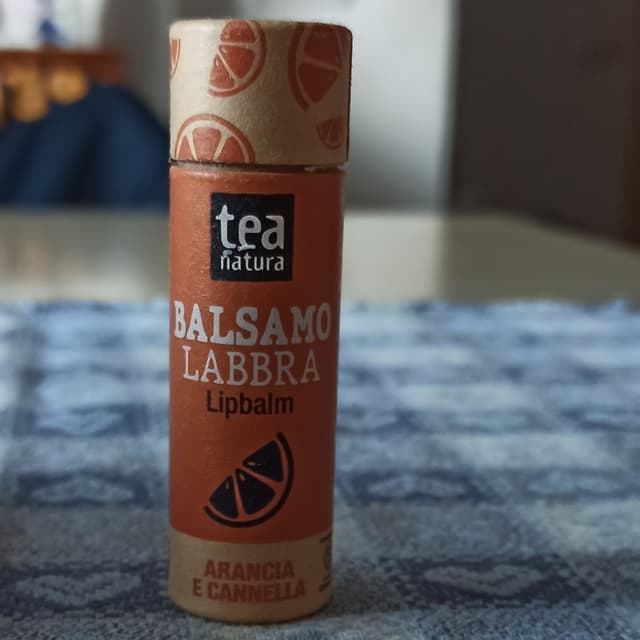 tea
natura
BALSAMO
LABBRA
Lipbalm
ARANCIA
E CANNELLA